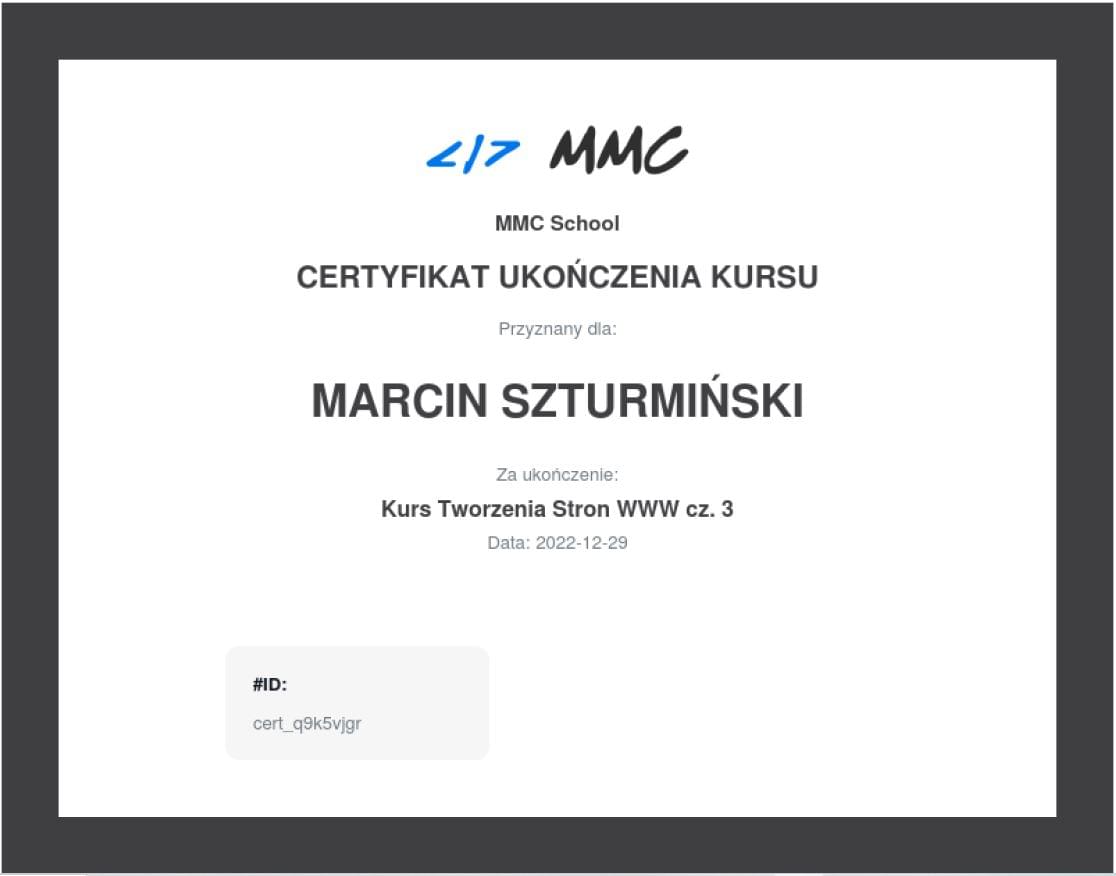 </> MMC
MMC School
CERTYFIKAT UKOŃCZENIA KURSU
Przyznany dla:
MARCIN SZTURMIŃSKI
Za ukończenie:
Kurs Tworzenia Stron WWW cz. 3
Data: 2022-12-29
#ID:
cert_q9k5vjgr